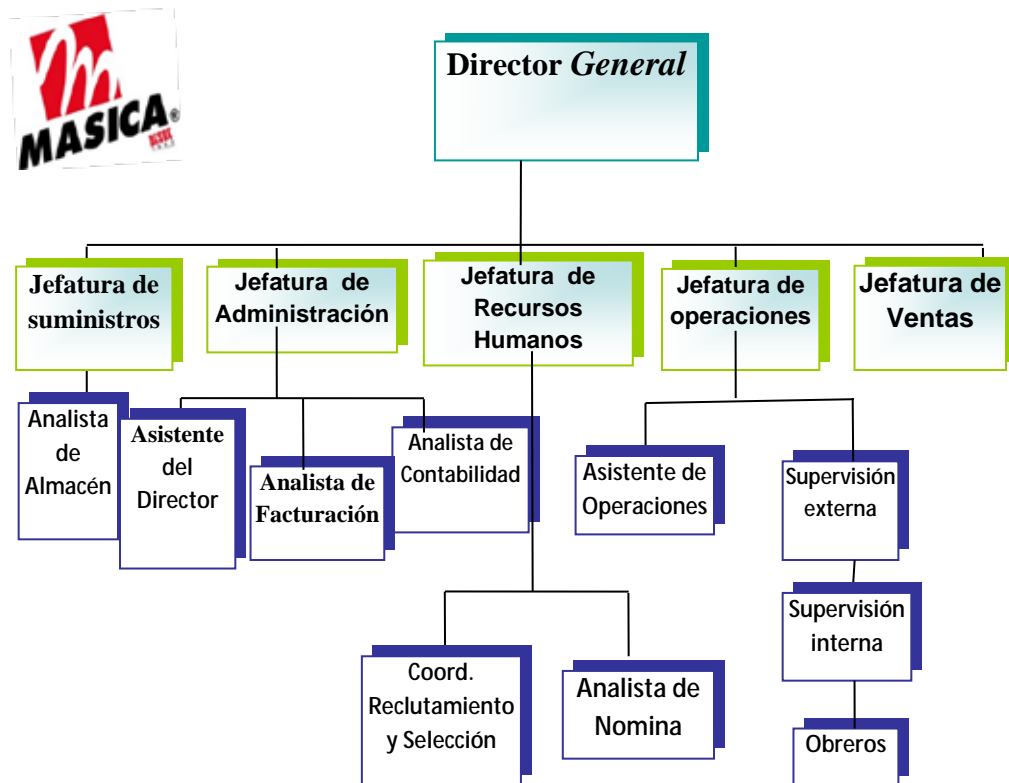 MASICA®
DESDE
Director General
Jefatura de
suministros
Jefatura de
Administración
Jefatura de
Recursos
Humanos
Jefatura de
operaciones
Jefatura de
Ventas
Analista
de
Almacén
Asistente
del
Director
Analista de
Facturación
Analista de
Contabilidad
Asistente de
Operaciones
Supervisión
externa
Supervisión
interna
Coord.
Reclutamiento
y Selección
Analista de
Nomina
Obreros